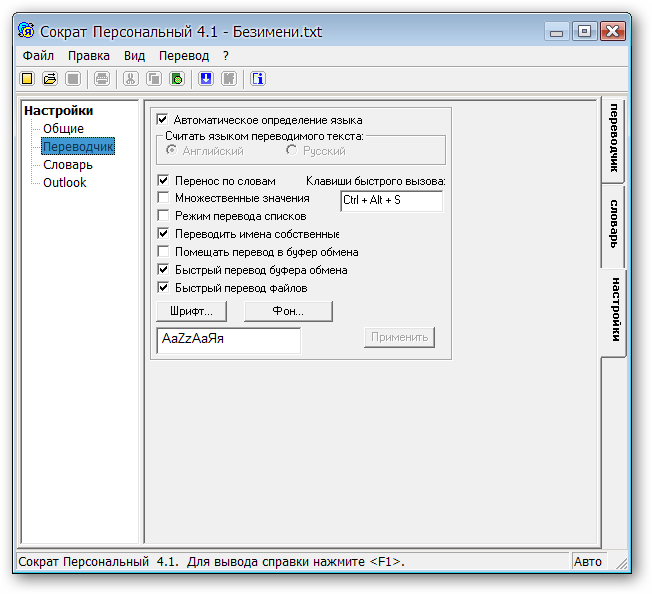 Сократ Персональный 4.1 - Безимени.txt
Файл Правка Вид Перевод ?
Настройки
Общие
Переводчик
Словарь
Outlook
Автоматическое определение языка
Считать языком переводимого текста:
Английский Русский
Перенос по словам Клавиши быстрого вызова:
Множественные значения Ctrl + Alt + S
Режим перевода списков
Переводить имена собственные
Помещать перевод в буфер обмена
Быстрый перевод буфера обмена
Быстрый перевод файлов
Шрифт... Фон...
AaZzАаЯя Применить
переводчик
словарь
настройки
Сократ Персональный 4.1. Для вывода справки нажмите <F1>. Авто